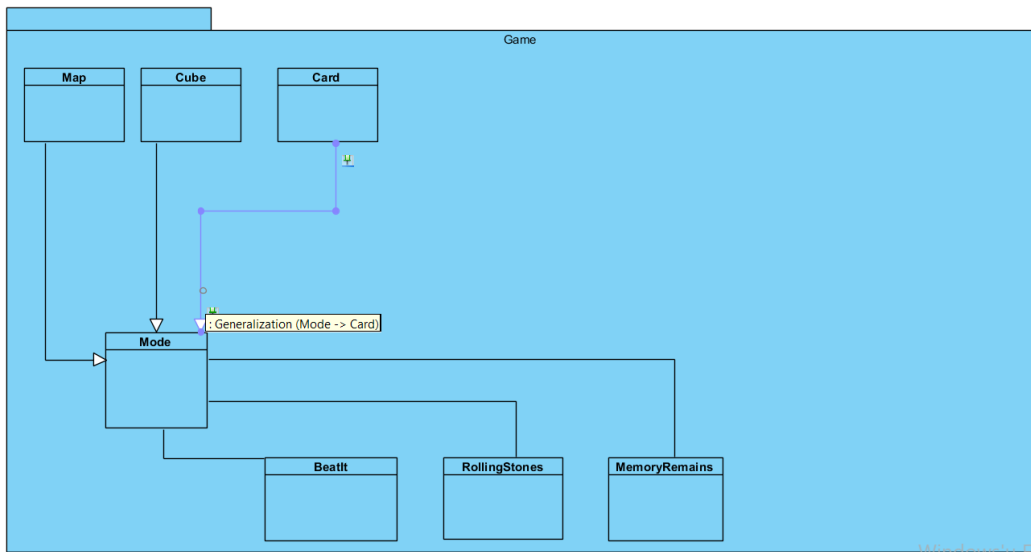 Game
Map
Cube
Card
: Generalization (Mode -> Card)
Mode
BeatIt
RollingStones
MemoryRemains